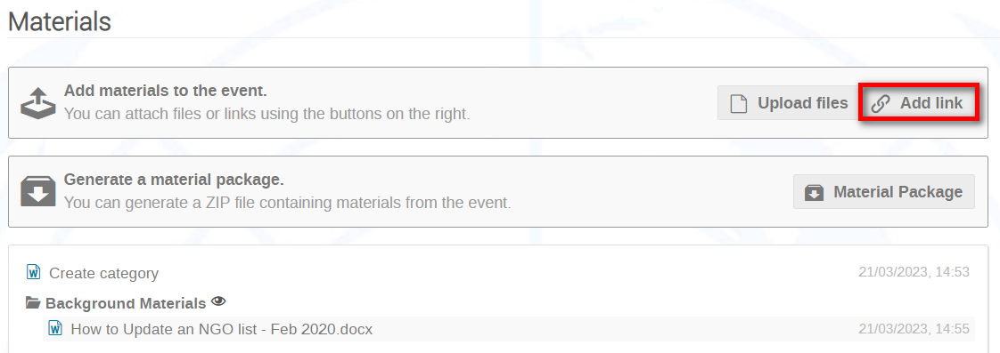 Materials
Add materials to the event.
You can attach files or links using the buttons on the right.
Upload files
Add link
Generate a material package.
You can generate a ZIP file containing materials from the event.
Material Package
Create category
21/03/2023, 14:53
Background Materials
How to Update an NGO list - Feb 2020.docx
21/03/2023, 14:55